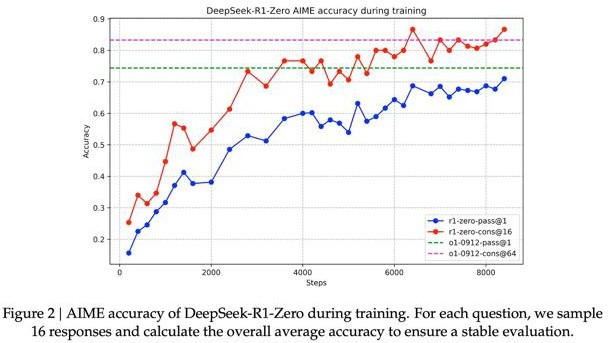 DeepSeek-R1-Zero AIME accuracy during training
0.9
0.8
0.7
0.6
0.5
0.4
0.3
0.2
Accuracy
0
2000
4000
6000
8000
Steps
r1-zero-pass@1
r1-zero-cons@16
o1-0912-pass@1
o1-0912-cons@64
Figure 2 | AIME accuracy of DeepSeek-R1-Zero during training. For each question, we sample
16 responses and calculate the overall average accuracy to ensure a stable evaluation.